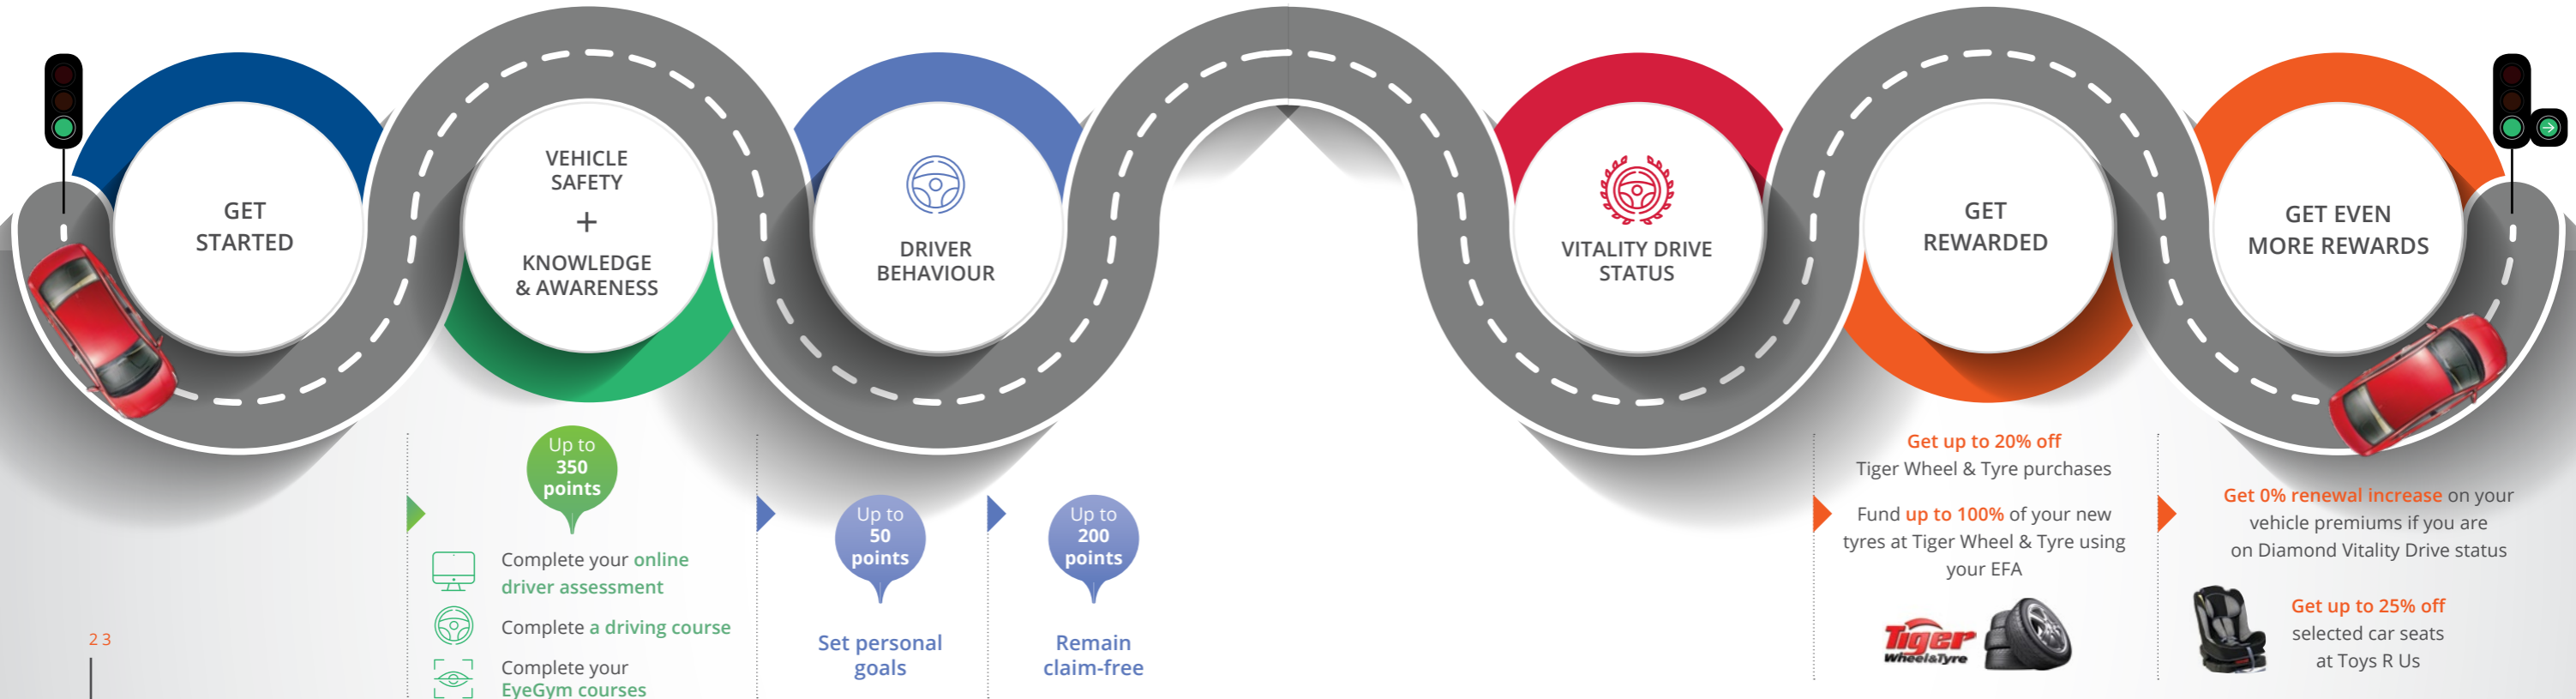 GET
STARTED
VEHICLE
SAFETY
+
KNOWLEDGE
& AWARENESS
DRIVER
BEHAVIOUR
VITALITY DRIVE
STATUS
GET
REWARDED
GET EVEN
MORE REWARDS
Up to
350
points
Complete your online
driver assessment
Complete a driving course
Complete your
EyeGym courses
Up to
50
points
Set personal
goals
Up to
200
points
Remain
claim-free
Get up to 20% off
Tiger Wheel & Tyre purchases
Fund up to 100% of your new
tyres at Tiger Wheel & Tyre using
your EFA
Tiger
Wheel&Tyre
Get 0% renewal increase on your
vehicle premiums if you are
on Diamond Vitality Drive status
Get up to 25% off
selected car seats
at Toys R Us
23